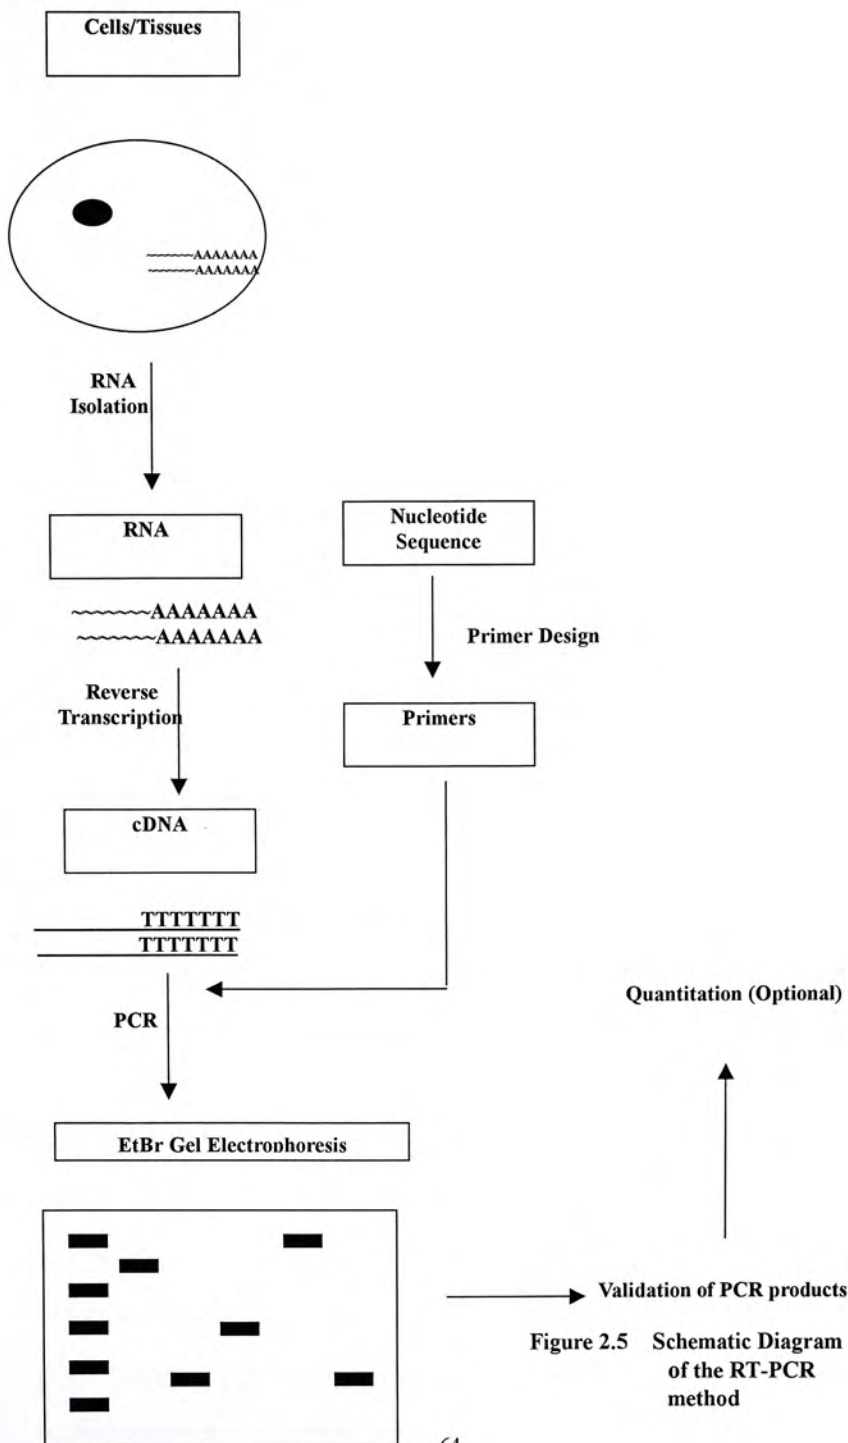 Cells/Tissues
~~~~~~~AAAAAAA
~~~~~~~AAAAAAA
RNA
Isolation
RNA
~~~~~~~AAAAAAA
~~~~~~~AAAAAAA
Nucleotide
Sequence
Primer Design
Reverse
Transcription
Primers
cDNA
TTTTTTT
TTTTTTT
PCR
Quantitation (Optional)
EtBr Gel Electrophoresis
Validation of PCR products
Figure 2.5 Schematic Diagram
of the RT-PCR
method